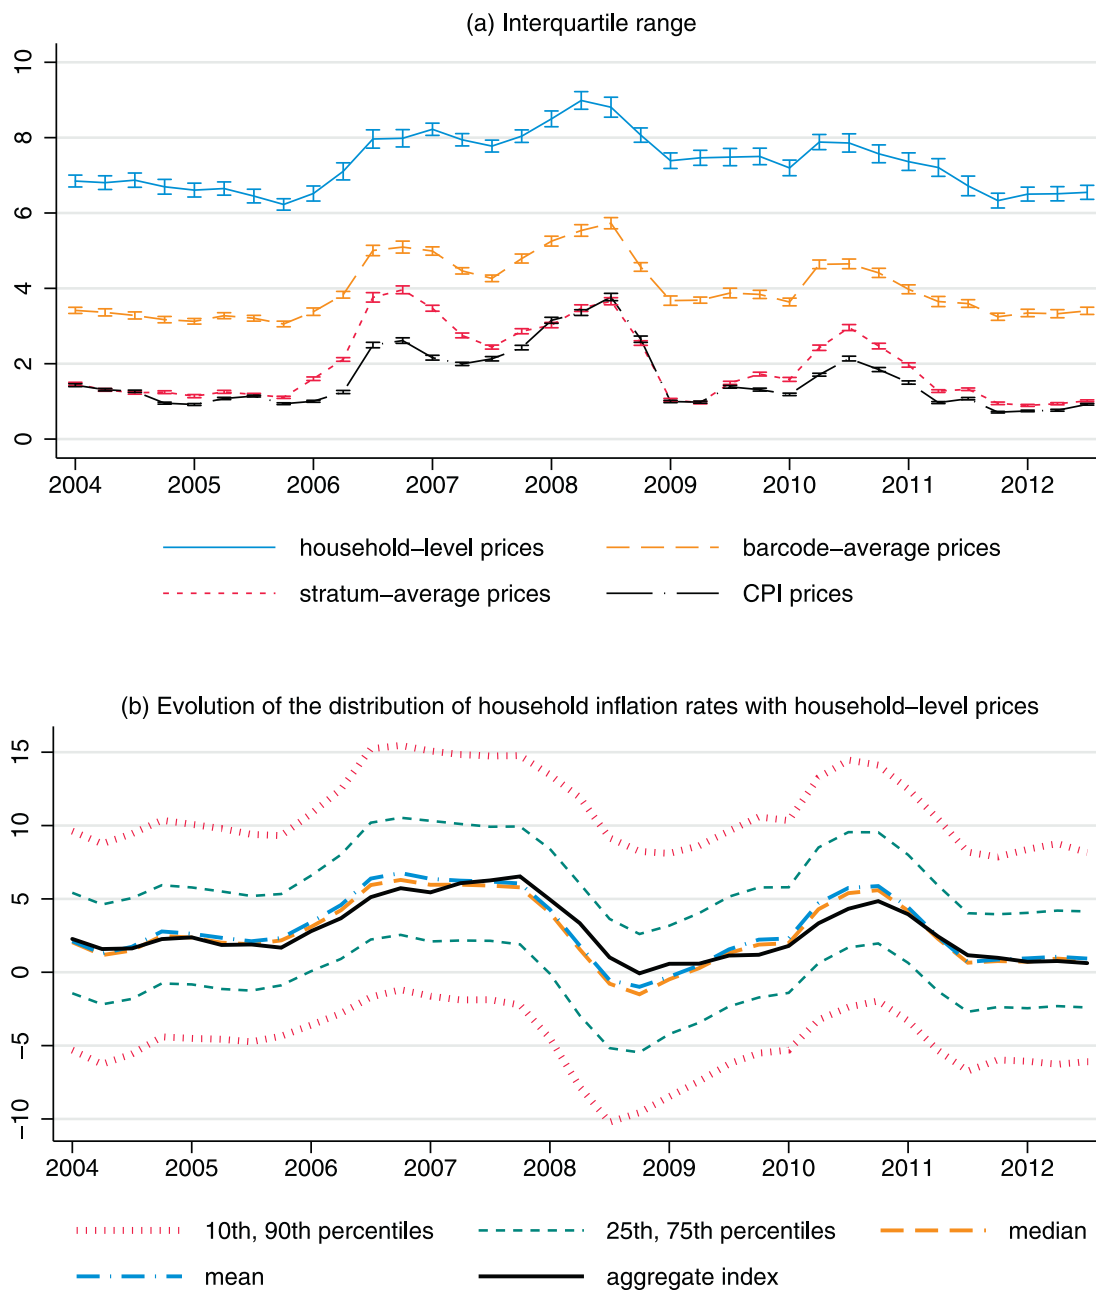 (a) Interquartile range
10
8
6
4
2
0
2004 2005 2006 2007 2008 2009 2010 2011 2012
household–level prices barcode–average prices
stratum–average prices CPI prices
(b) Evolution of the distribution of household inflation rates with household–level prices
15
10
5
0
−5
−10
2004 2005 2006 2007 2008 2009 2010 2011 2012
10th, 90th percentiles 25th, 75th percentiles median
mean aggregate index